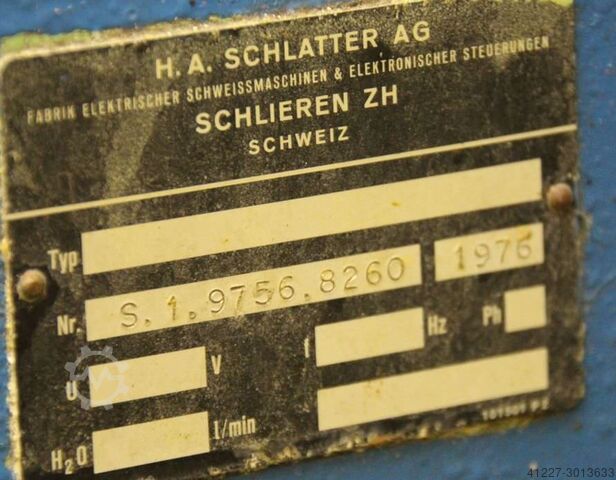 H. A. SCHLATTER AG
FABRIK ELEKTRISCHER SCHWEISSMASCHINEN & ELEKTRONISCHER STEUERUNGEN
SCHLIEREN ZH
SCHWEIZ
Typ
Nr. S.1.9756.8260 1976
U V f Hz Ph
H₂O l/min
41227-3013633